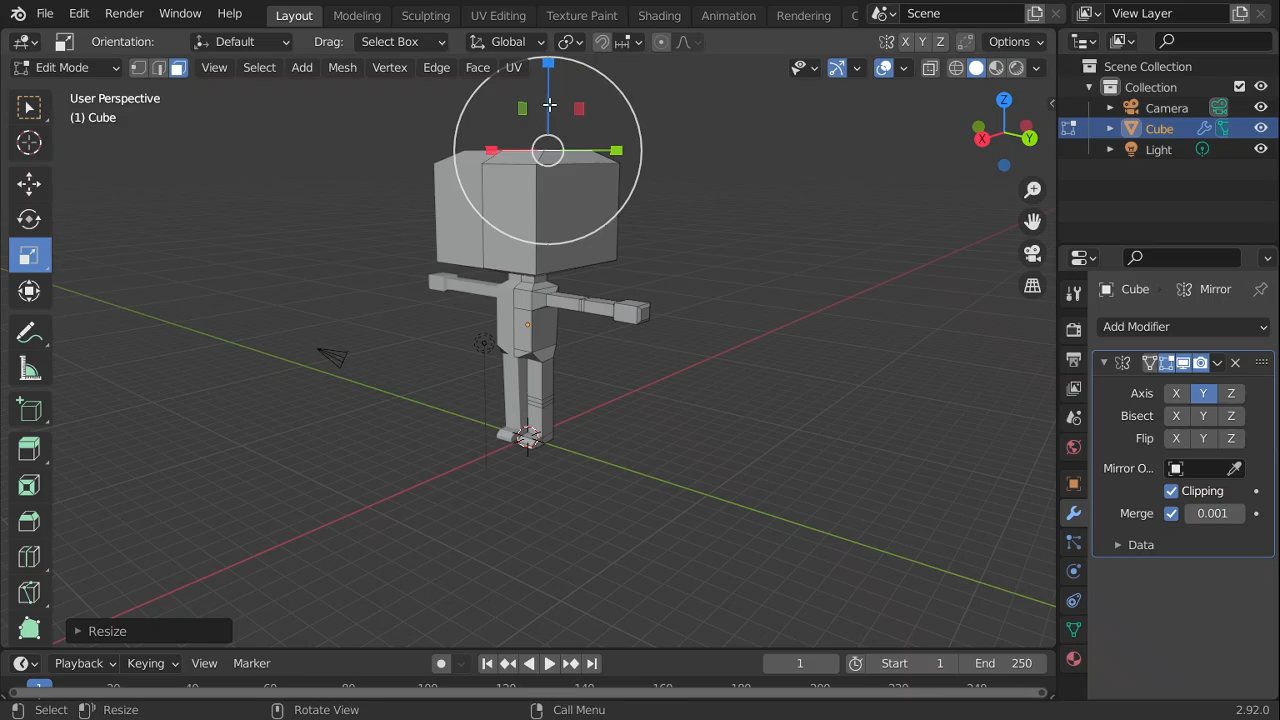 File Edit Render Window Help Layout Modeling Sculpting UV Editing Texture Paint Shading Animation Rendering C Scene View Layer
Orientation: Default Drag: Select Box Global X Y Z Options
Edit Mode View Select Add Mesh Vertex Edge Face UV
User Perspective
(1) Cube
Z
Y
X
Resize
Scene Collection
Collection
Camera
Cube
Light
Cube Mirror
Add Modifier
Axis X Y Z
Bisect X Y Z
Flip X Y Z
Mirror O...
Clipping
Merge 0.001
Data
Playback Keying View Marker 1 Start 1 End 250
1
Select Resize Rotate View Call Menu 2.92.0